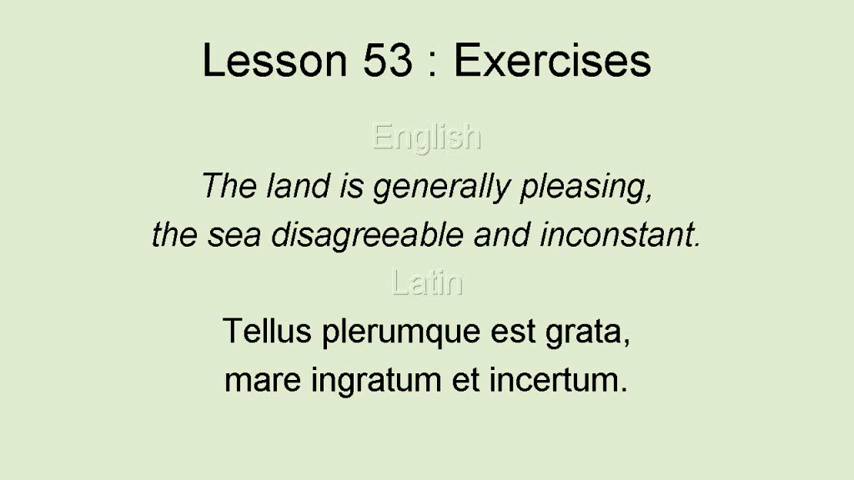 Lesson 53 : Exercises
English
The land is generally pleasing,
the sea disagreeable and inconstant.
Latin
Tellus plerumque est grata,
mare ingratum et incertum.